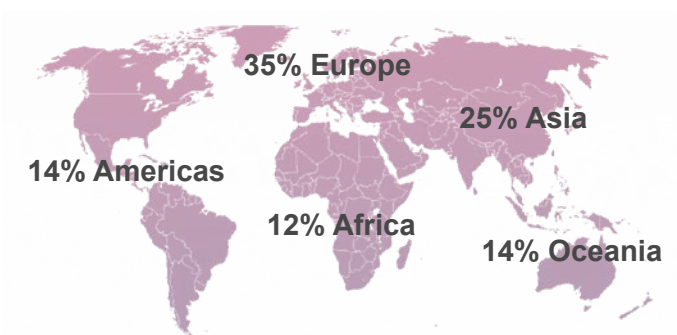 35% Europe
25% Asia
14% Americas
12% Africa
14% Oceania